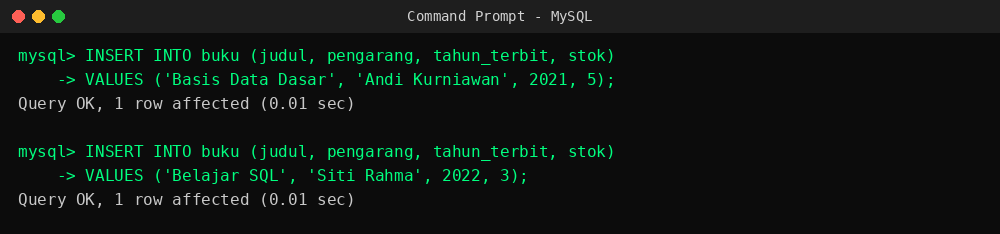 Command Prompt - MySQL
mysql> INSERT INTO buku (judul, pengarang, tahun_terbit, stok)
    -> VALUES ('Basis Data Dasar', 'Andi Kurniawan', 2021, 5);
Query OK, 1 row affected (0.01 sec)
mysql> INSERT INTO buku (judul, pengarang, tahun_terbit, stok)
    -> VALUES ('Belajar SQL', 'Siti Rahma', 2022, 3);
Query OK, 1 row affected (0.01 sec)